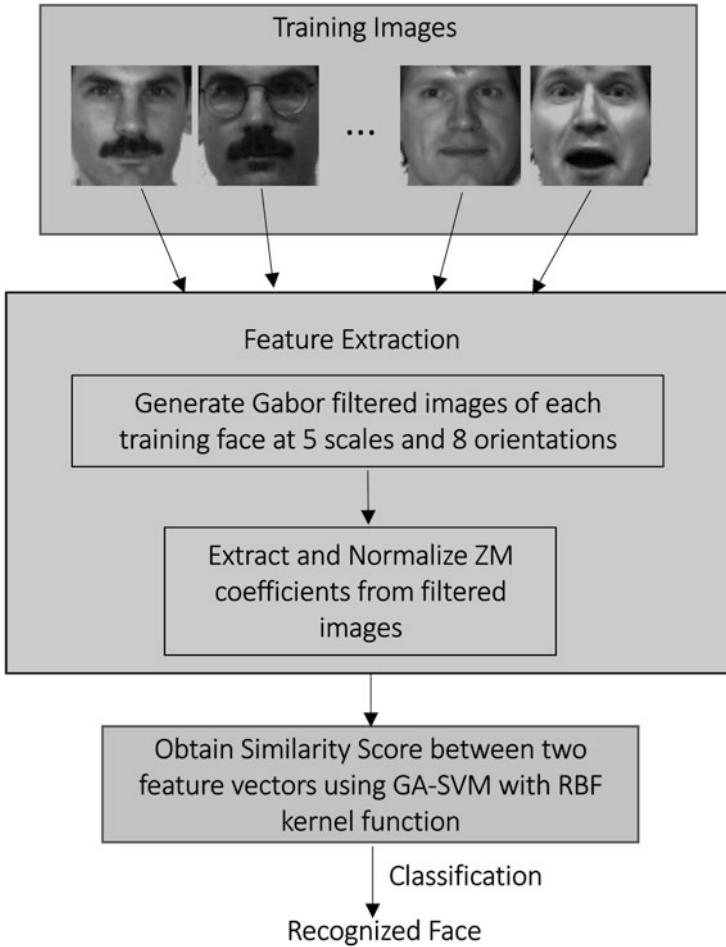 Training Images
...
Feature Extraction
Generate Gabor filtered images of each
training face at 5 scales and 8 orientations
Extract and Normalize ZM
coefficients from filtered
images
Obtain Similarity Score between two
feature vectors using GA-SVM with RBF
kernel function
Classification
Recognized Face